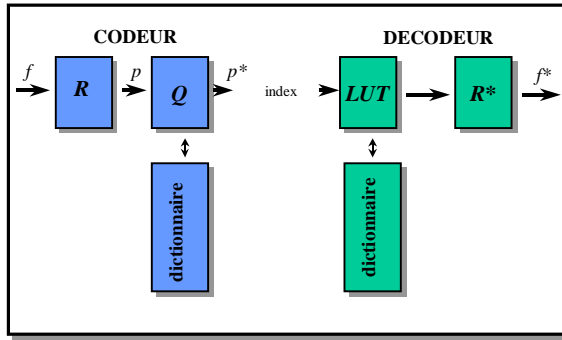 CODEUR
DECODEUR
f
R
p
Q
p*
index
LUT
R*
f*
dictionnaire
dictionnaire